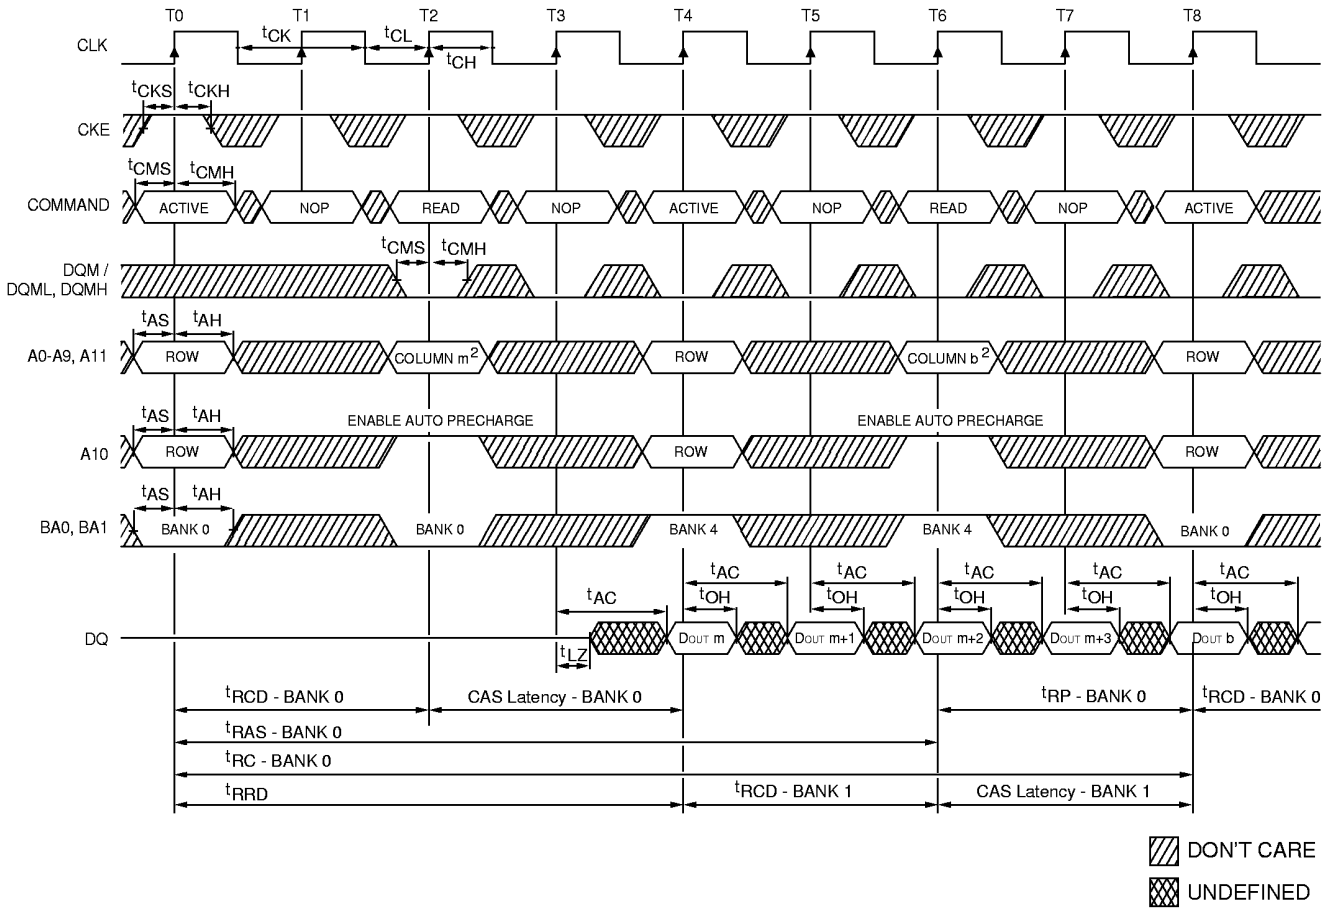 T0 T1 T2 T3 T4 T5 T6 T7 T8
CLK
tCK tCL
tCH
tCKS tCKH
CKE
tCMS tCMH
COMMAND ACTIVE NOP READ NOP ACTIVE NOP READ NOP ACTIVE
tCMS tCMH
DQM /
DQML, DQMH
tAS tAH
A0-A9, A11 ROW COLUMN m2 ROW COLUMN b2 ROW
tAS tAH ENABLE AUTO PRECHARGE ENABLE AUTO PRECHARGE
A10 ROW ROW ROW
tAS tAH
BA0, BA1 BANK 0 BANK 0 BANK 4 BANK 4 BANK 0
tAC tAC tAC tAC tAC tAC
tOH tOH tOH tOH tOH
DQ DOUT m DOUT m+1 DOUT m+2 DOUT m+3 DOUT b
tLZ
tRCD - BANK 0 CAS Latency - BANK 0 tRP - BANK 0 tRCD - BANK 0
tRAS - BANK 0
tRC - BANK 0
tRRD tRCD - BANK 1 CAS Latency - BANK 1
DON'T CARE
UNDEFINED